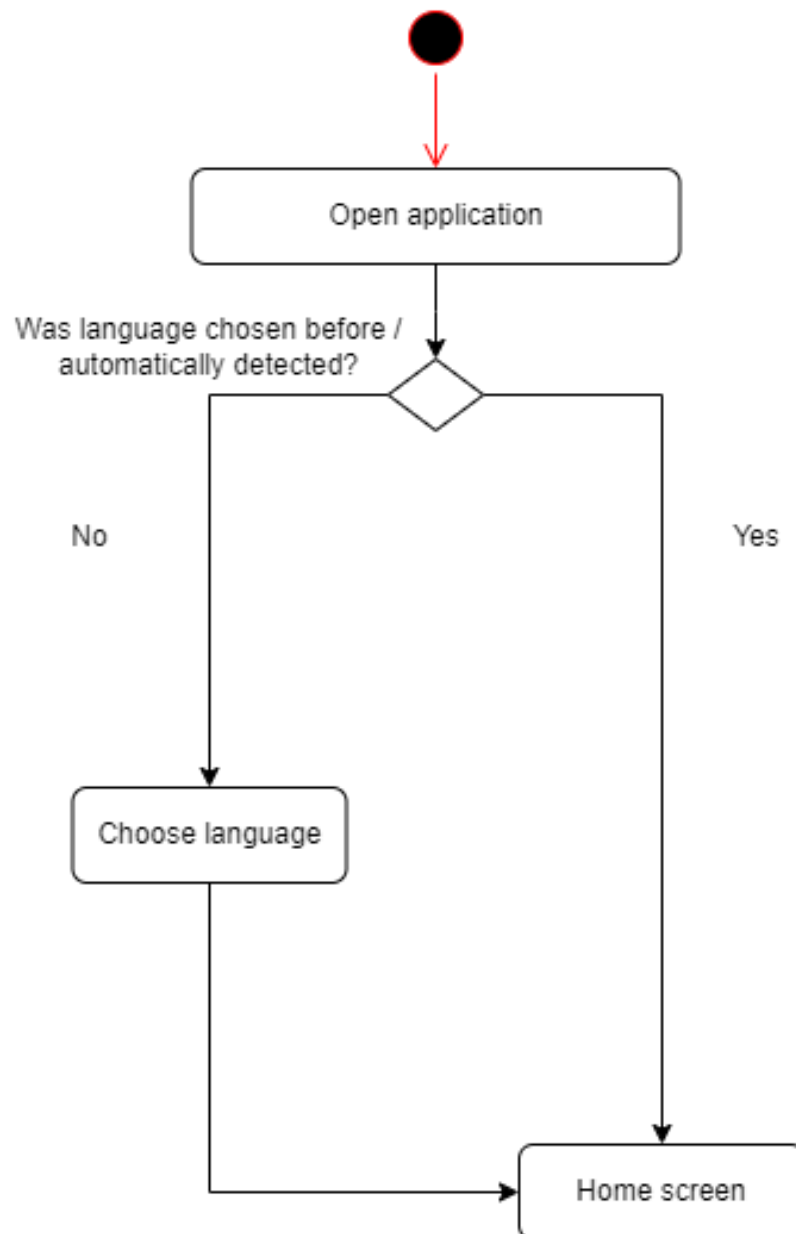 Open application
Was language chosen before /
automatically detected?
No
Yes
Choose language
Home screen